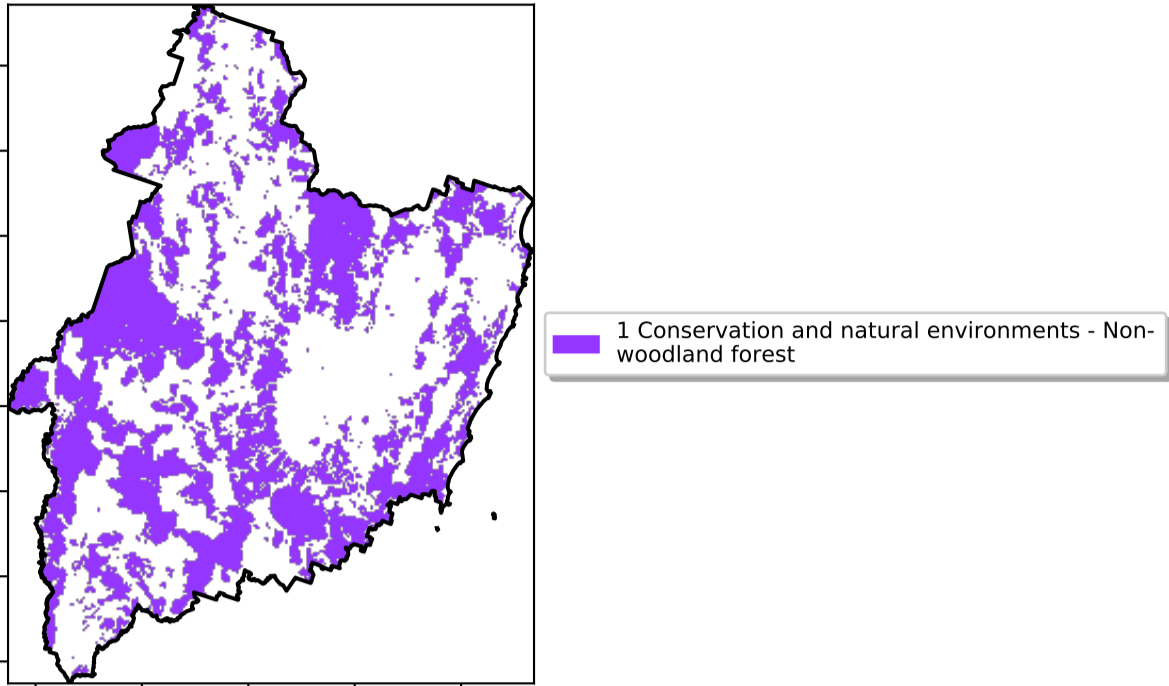 1 Conservation and natural environments - Non-
woodland forest